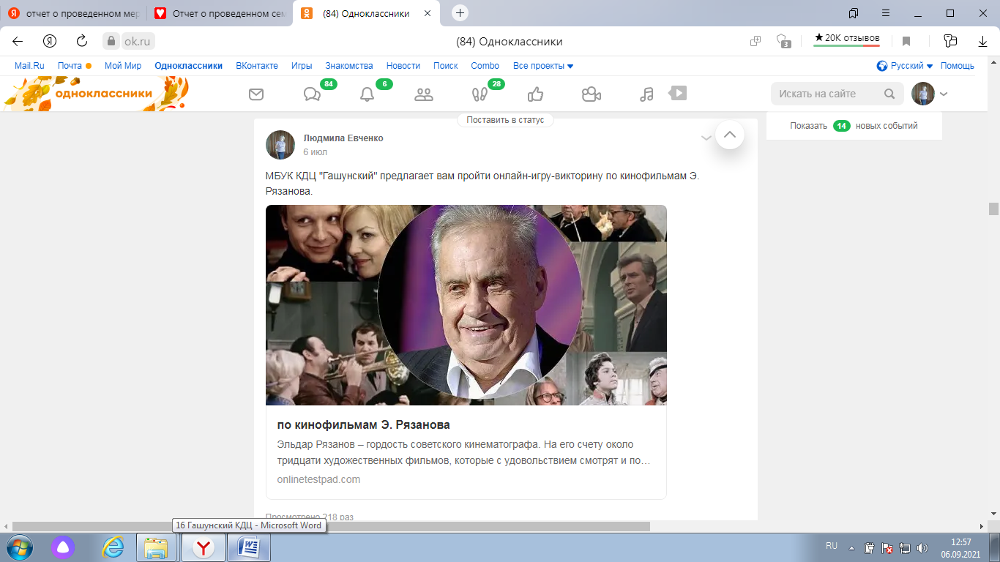 отчет о проведенном мер
Отчет о проведенном сем
(84) Одноклассники
ok.ru
(84) Одноклассники
3
★ 20K отзывов
Mail.Ru Почта Мой Мир Одноклассники ВКонтакте Игры Знакомства Новости Поиск Combo Все проекты Русский Помощь
одноклассники
84
6
28
Искать на сайте
Поставить в статус
Показать 14 новых событий
Людмила Евченко
6 июл
МБУК КДЦ "Гашунский" предлагает вам пройти онлайн-игру-викторину по кинофильмам Э.
Рязанова.
по кинофильмам Э. Рязанова
Эльдар Рязанов – гордость советского кинематографа. На его счету около
тридцати художественных фильмов, которые с удовольствием смотрят и по…
onlinetestpad.com
Просмотрено 218 раз
16 Гашунский КДЦ - Microsoft Word
RU
12:57
06.09.2021